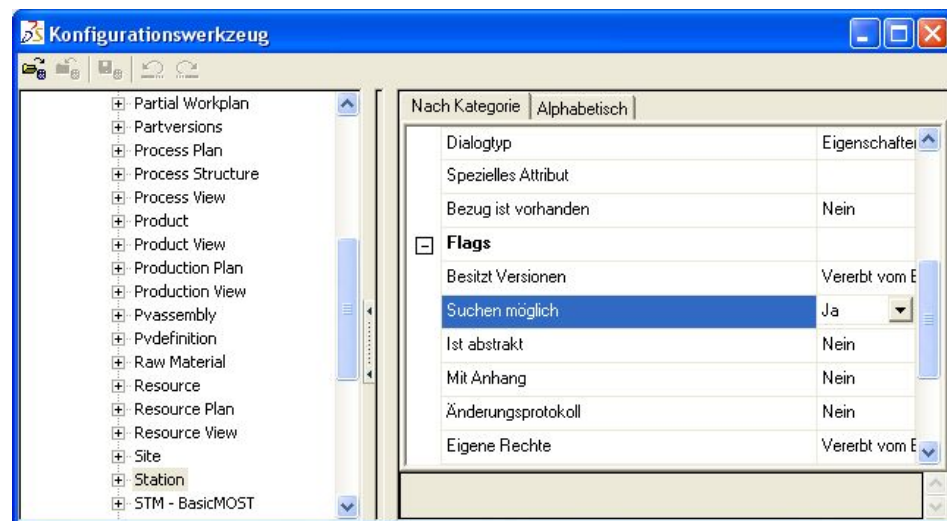 Konfigurationswerkzeug
Partial Workplan
Partversions
Process Plan
Process Structure
Process View
Product
Product View
Production Plan
Production View
Pvassembly
Pvdefinition
Raw Material
Resource
Resource Plan
Resource View
Site
Station
STM - BasicMOST
Nach Kategorie Alphabetisch
Dialogtyp Eigenschafter
Spezielles Attribut
Bezug ist vorhanden Nein
Flags
Besitzt Versionen Vererbt vom E
Suchen möglich Ja
Ist abstrakt Nein
Mit Anhang Nein
Änderungsprotokoll Nein
Eigene Rechte Vererbt vom E